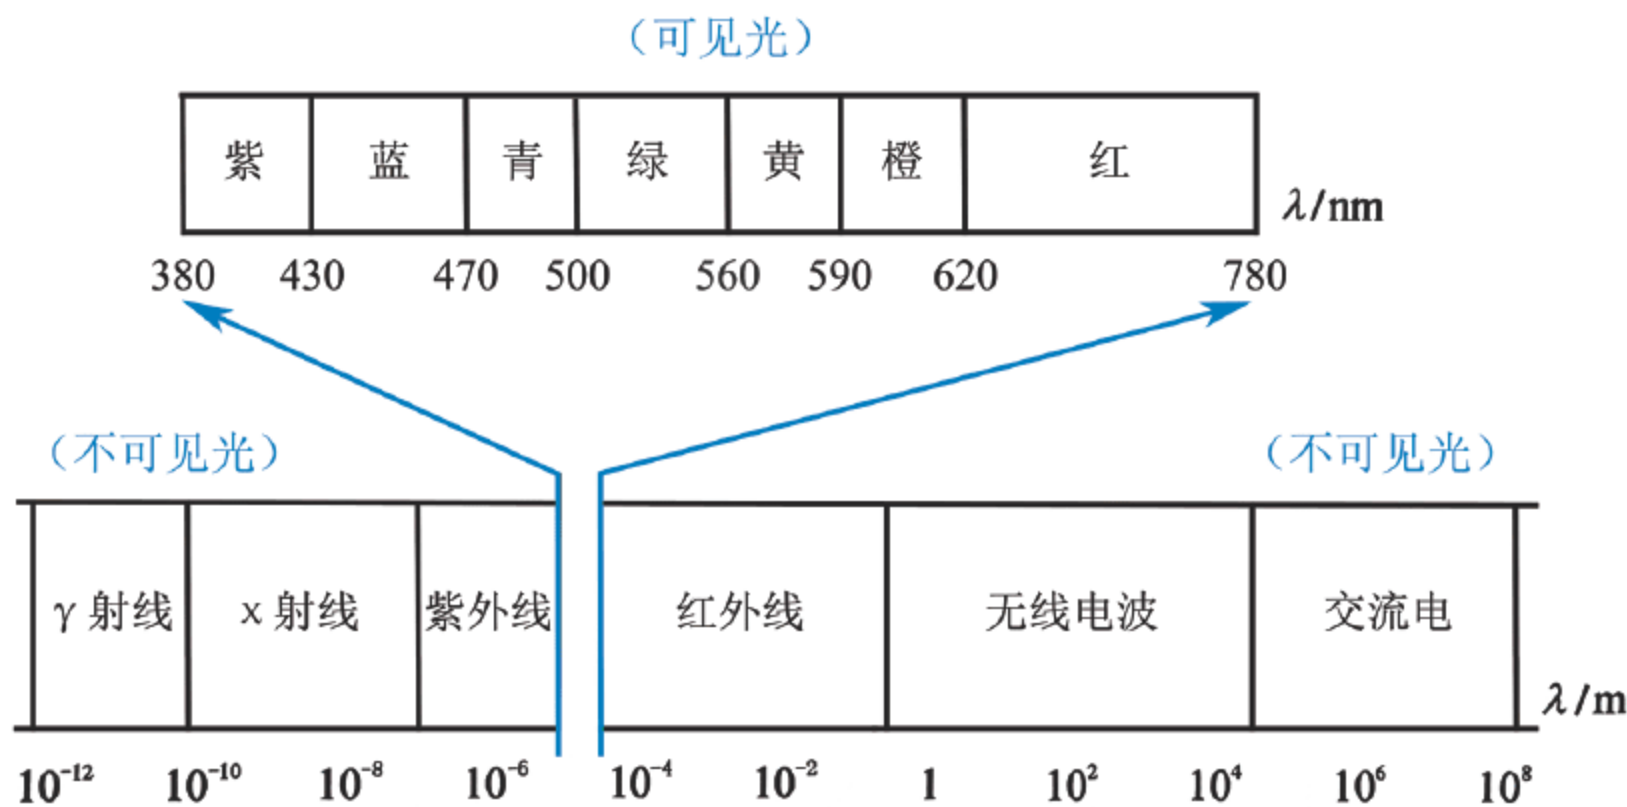 （可见光）
紫 蓝 青 绿 黄 橙 红
λ/nm
380 430 470 500 560 590 620 780
（不可见光） （不可见光）
γ 射线 x 射线 紫外线 红外线 无线电波 交流电
λ/m
10⁻¹² 10⁻¹⁰ 10⁻⁸ 10⁻⁶ 10⁻⁴ 10⁻² 1 10² 10⁴ 10⁶ 10⁸